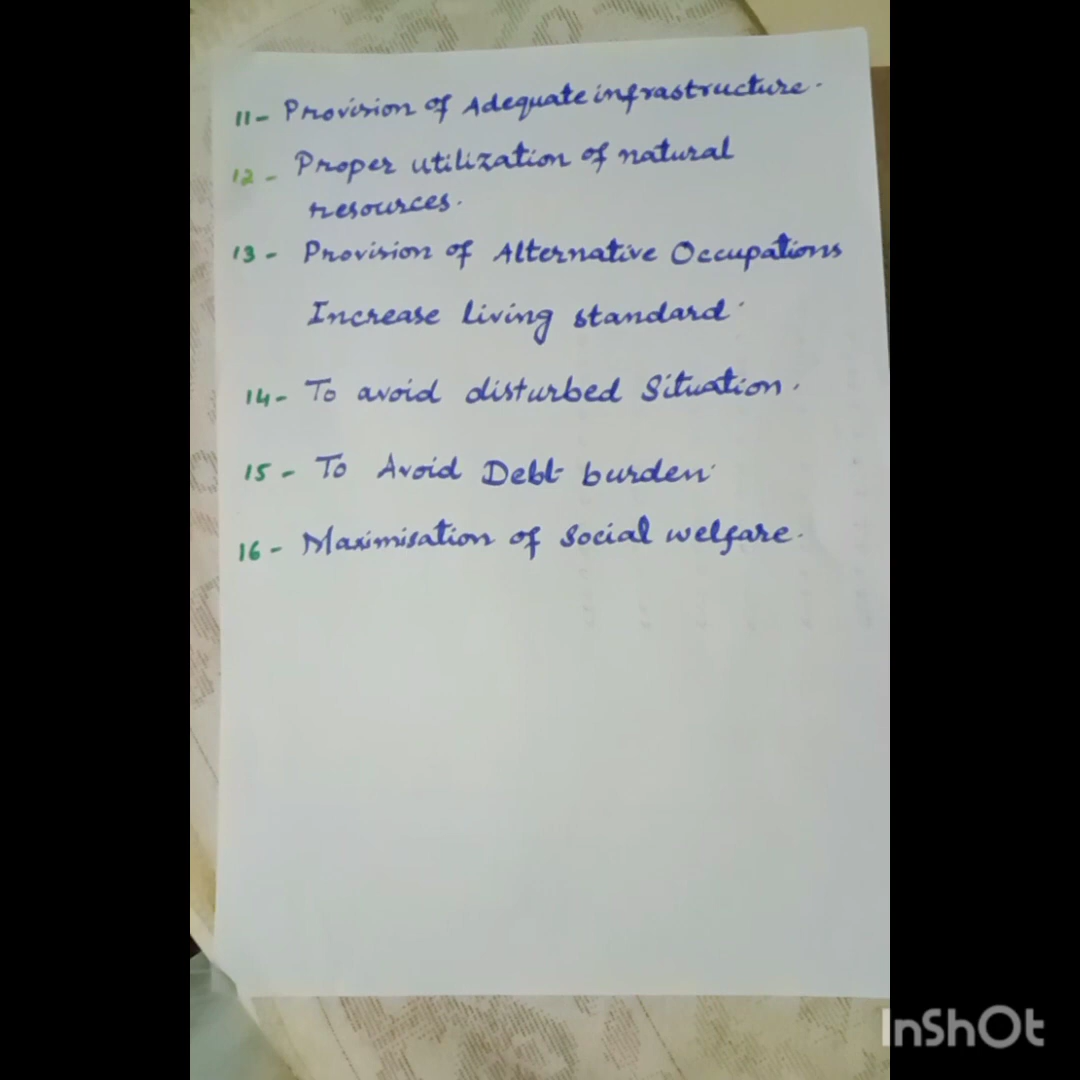 11- Provision of Adequate infrastructure.
12- Proper utilization of natural
resources.
13- Provision of Alternative Occupations
Increase Living standard.
14- To avoid disturbed Situation.
15- To Avoid Debt burden.
16- Maximisation of Social welfare.
InShOt